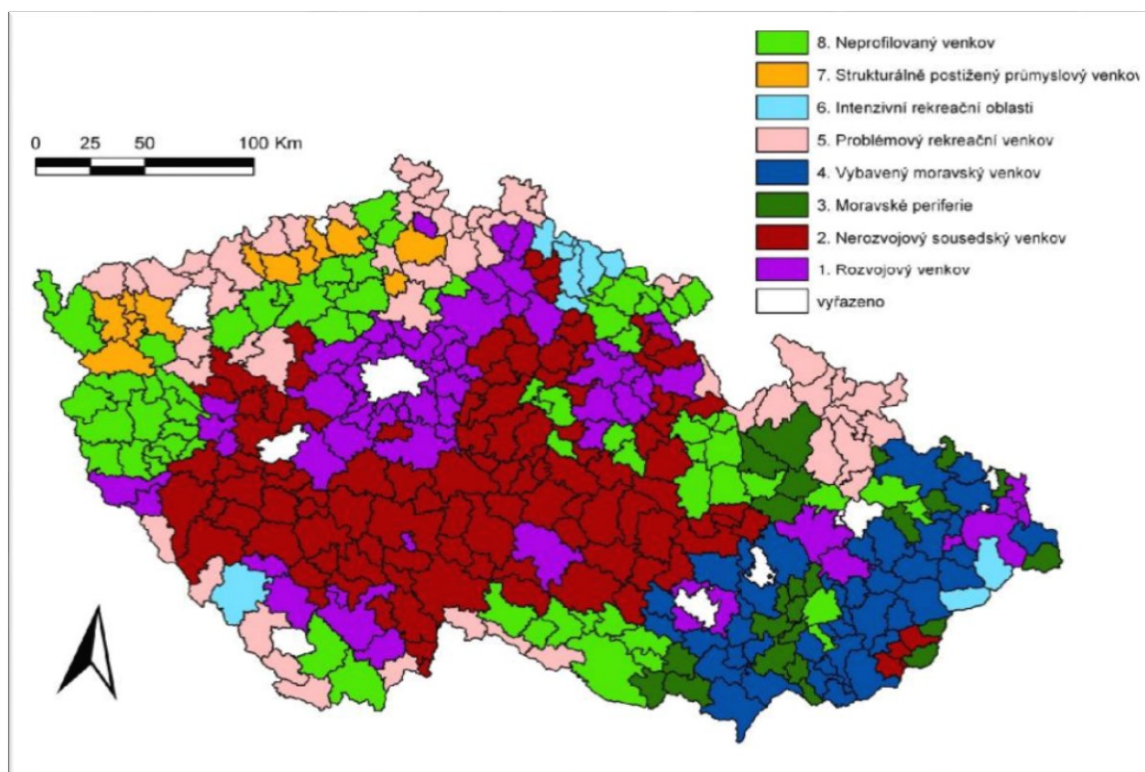 8. Neprofilovaný venkov
7. Strukturálně postižený průmyslový venkov
6. Intenzivní rekreační oblasti
5. Problémový rekreační venkov
4. Vybavený moravský venkov
3. Moravské periferie
2. Nerozvojový sousedský venkov
1. Rozvojový venkov
vyřazeno
0 25 50 100 Km